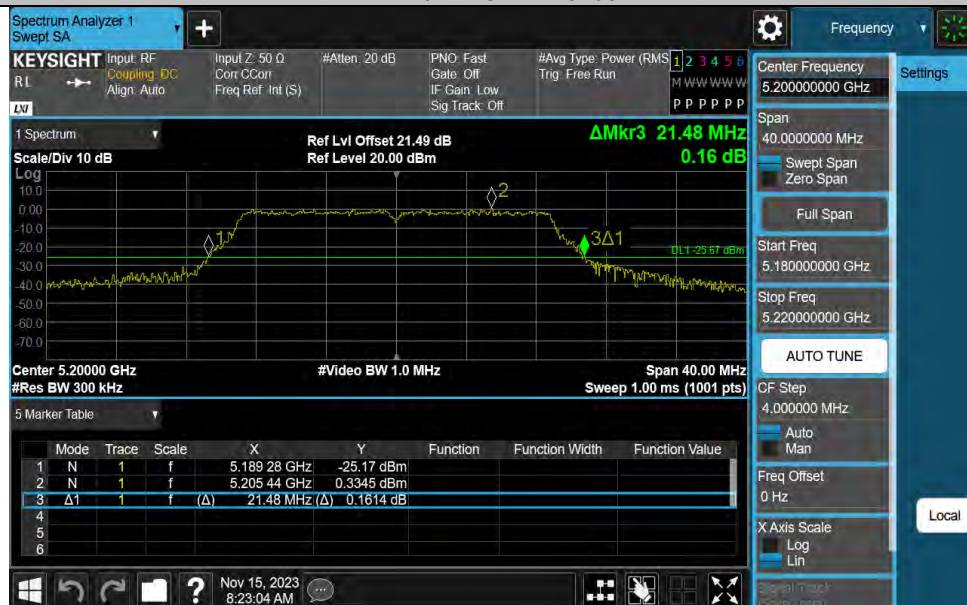 Spectrum Analyzer 1
Swept SA
+
Frequency
KEYSIGHT
RL
LXI
Input: RF
Coupling: DC
Align: Auto
Input Z: 50 Ω
Corr CCorr
Freq Ref: Int (S)
#Atten: 20 dB
PNO: Fast
Gate: Off
IF Gain: Low
Sig Track: Off
#Avg Type: Power (RMS
Trig: Free Run
1 2 3 4 5 6
M W W W W W
P P P P P P
Center Frequency
5.200000000 GHz
Settings
Span
40.0000000 MHz
Swept Span
Zero Span
Full Span
Start Freq
5.180000000 GHz
Stop Freq
5.220000000 GHz
AUTO TUNE
CF Step
4.000000 MHz
Auto
Man
Freq Offset
0 Hz
X Axis Scale
Log
Lin
Local
1 Spectrum
Scale/Div 10 dB
Ref Lvl Offset 21.49 dB
Ref Level 20.00 dBm
ΔMkr3 21.48 MHz
0.16 dB
Log
10.0
0.00
-10.0
-20.0
-30.0
-40.0
-50.0
-60.0
-70.0
1
2
3Δ1
DL1 -25.67 dBm
Center 5.20000 GHz
#Video BW 1.0 MHz
Span 40.00 MHz
#Res BW 300 kHz
Sweep 1.00 ms (1001 pts)
5 Marker Table
Mode Trace Scale X Y Function Function Width Function Value
1 N 1 f 5.189 28 GHz -25.17 dBm
2 N 1 f 5.205 44 GHz 0.3345 dBm
3 Δ1 1 f (Δ) 21.48 MHz (Δ) 0.1614 dB
4
5
6
?
Nov 15, 2023
8:23:04 AM